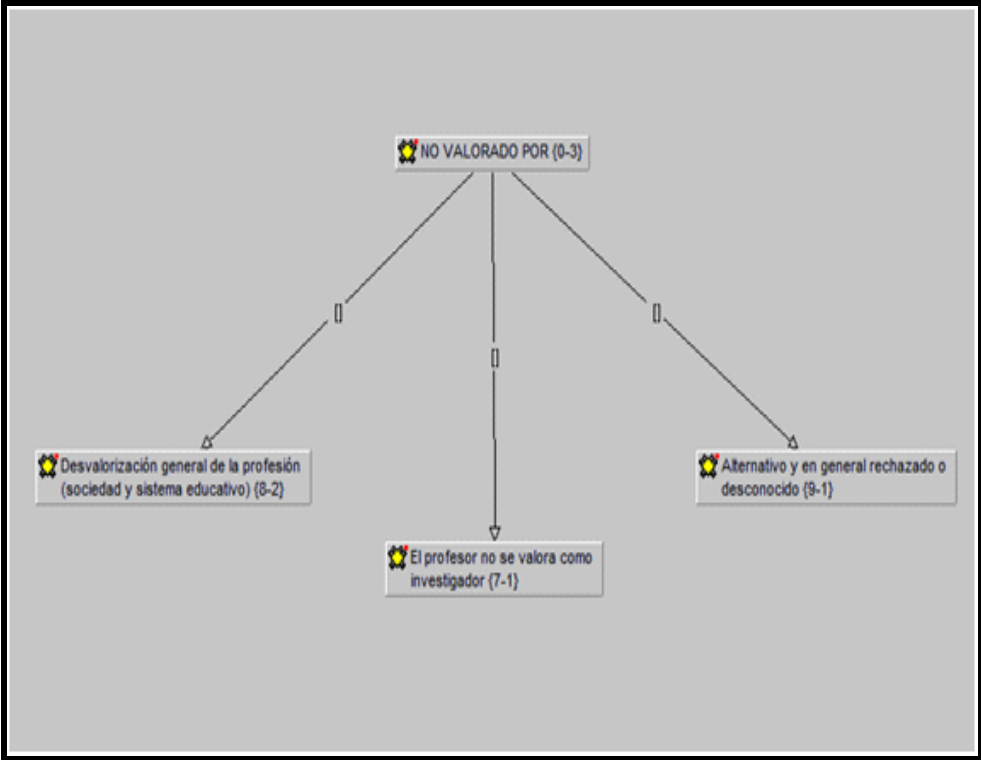 NO VALORADO POR {0-3}
[]
[]
[]
Desvalorización general de la profesión
(sociedad y sistema educativo) {8-2}
Alternativo y en general rechazado o
desconocido {9-1}
El profesor no se valora como
investigador {7-1}